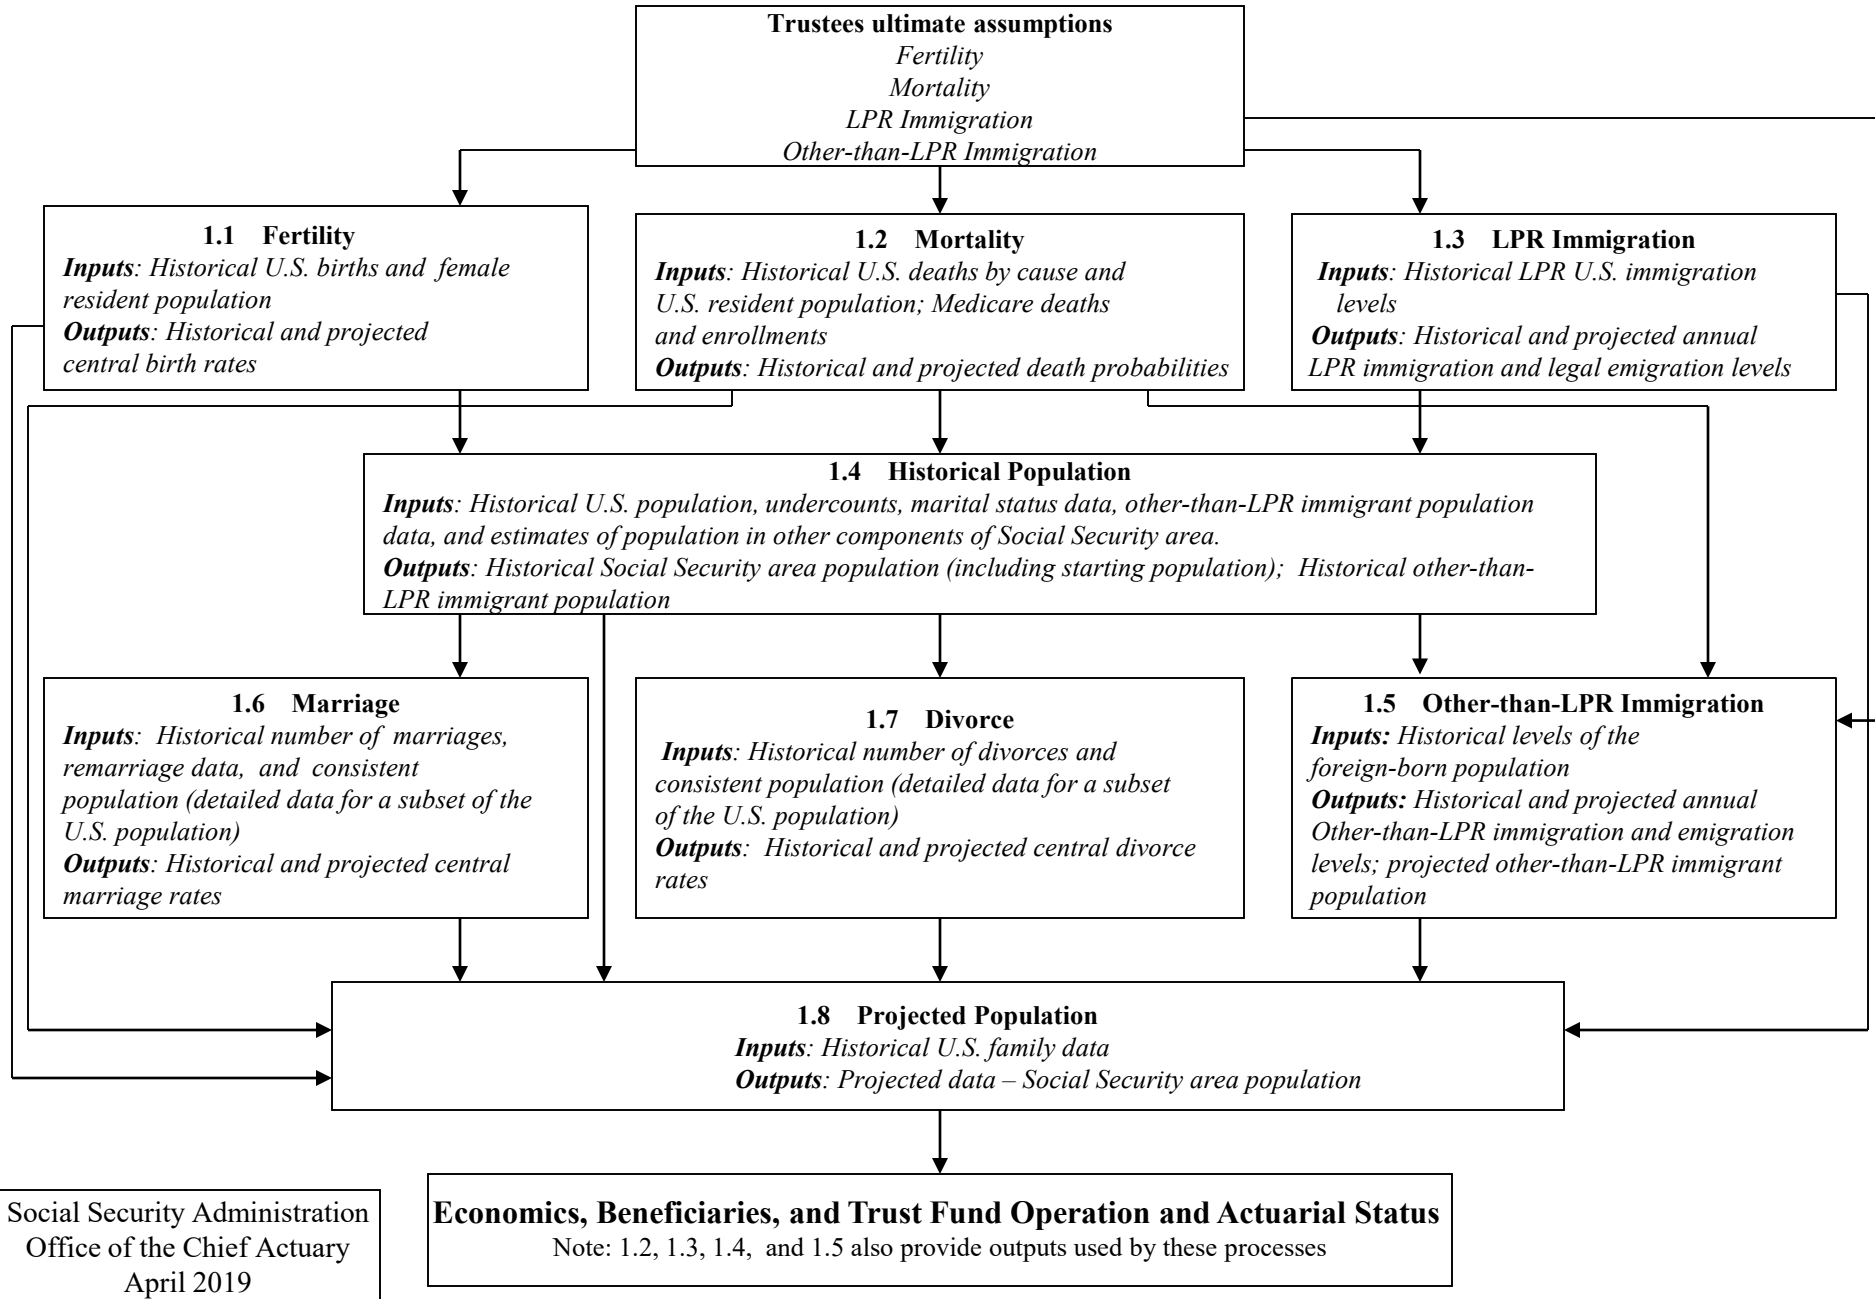 Trustees ultimate assumptions
Fertility
Mortality
LPR Immigration
Other-than-LPR Immigration
1.1 Fertility
Inputs: Historical U.S. births and female
resident population
Outputs: Historical and projected
central birth rates
1.2 Mortality
Inputs: Historical U.S. deaths by cause and
U.S. resident population; Medicare deaths
and enrollments
Outputs: Historical and projected death probabilities
1.3 LPR Immigration
Inputs: Historical LPR U.S. immigration
levels
Outputs: Historical and projected annual
LPR immigration and legal emigration levels
1.4 Historical Population
Inputs: Historical U.S. population, undercounts, marital status data, other-than-LPR immigrant population
data, and estimates of population in other components of Social Security area.
Outputs: Historical Social Security area population (including starting population); Historical other-than-
LPR immigrant population
1.6 Marriage
Inputs: Historical number of marriages,
remarriage data, and consistent
population (detailed data for a subset of the
U.S. population)
Outputs: Historical and projected central
marriage rates
1.7 Divorce
Inputs: Historical number of divorces and
consistent population (detailed data for a subset
of the U.S. population)
Outputs: Historical and projected central divorce
rates
1.5 Other-than-LPR Immigration
Inputs: Historical levels of the
foreign-born population
Outputs: Historical and projected annual
Other-than-LPR immigration and emigration
levels; projected other-than-LPR immigrant
population
1.8 Projected Population
Inputs: Historical U.S. family data
Outputs: Projected data – Social Security area population
Economics, Beneficiaries, and Trust Fund Operation and Actuarial Status
Note: 1.2, 1.3, 1.4, and 1.5 also provide outputs used by these processes
Social Security Administration
Office of the Chief Actuary
April 2019